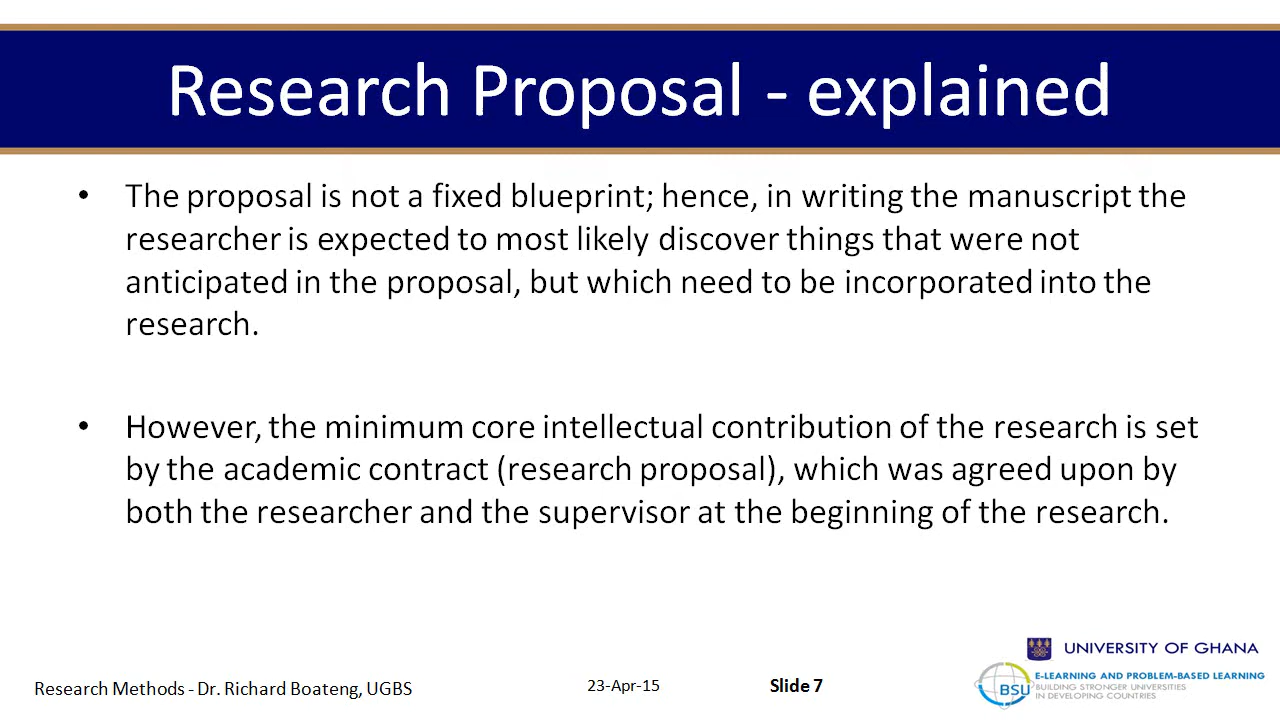 Research Proposal - explained
• The proposal is not a fixed blueprint; hence, in writing the manuscript the
researcher is expected to most likely discover things that were not
anticipated in the proposal, but which need to be incorporated into the
research.
• However, the minimum core intellectual contribution of the research is set
by the academic contract (research proposal), which was agreed upon by
both the researcher and the supervisor at the beginning of the research.
UNIVERSITY OF GHANA
BSU
E-LEARNING AND PROBLEM-BASED LEARNING
BUILDING STRONGER UNIVERSITIES
IN DEVELOPING COUNTRIES
Research Methods - Dr. Richard Boateng, UGBS
23-Apr-15
Slide 7